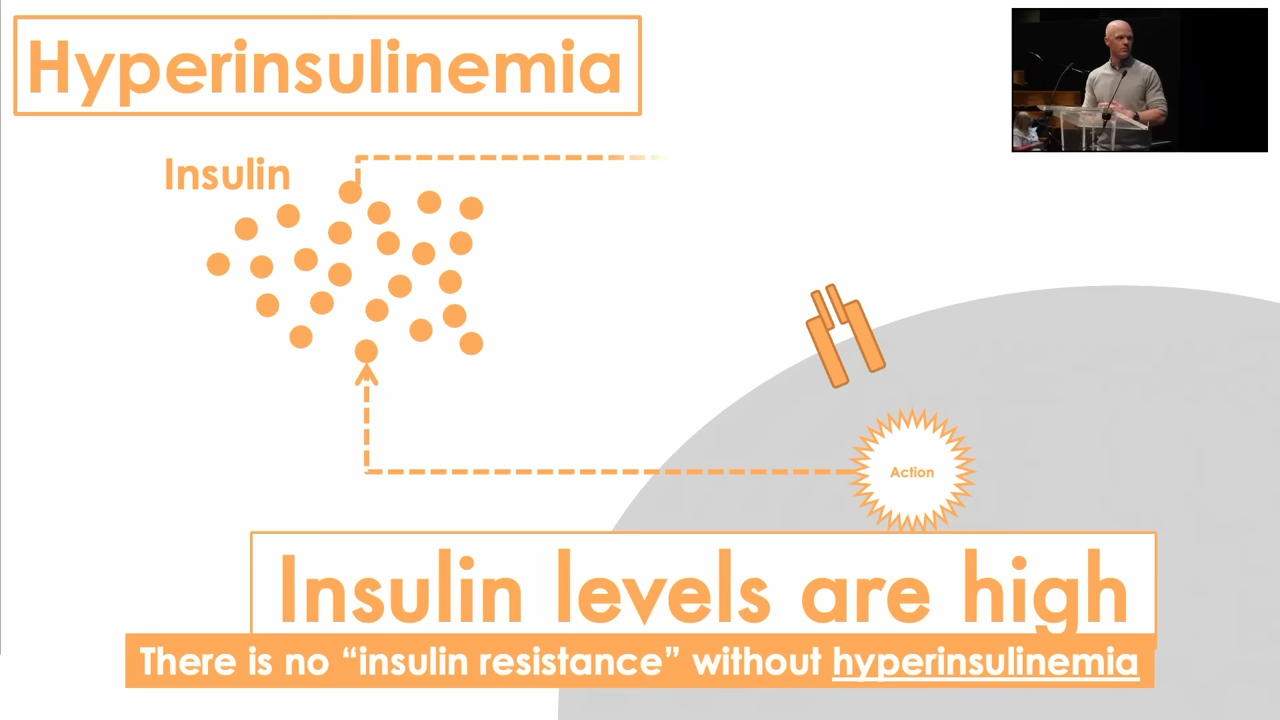 Hyperinsulinemia
Insulin
Action
Insulin levels are high
There is no “insulin resistance” without hyperinsulinemia